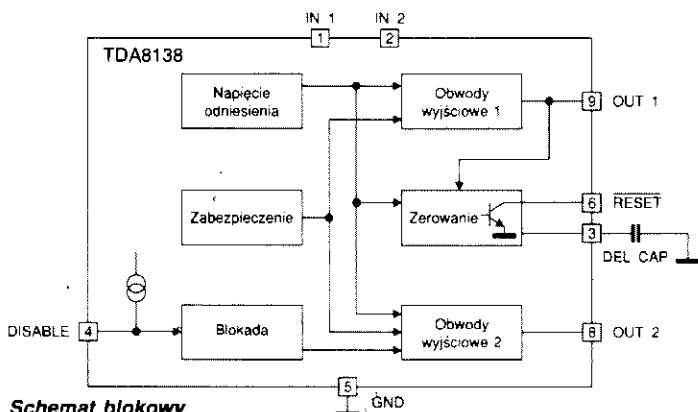 IN 1 IN 2
1 2
TDA8138
Napięcie
odniesienia
Obwody
wyjściowe 1
9 OUT 1
Zabezpieczenie
Zerowanie
6 RESET
3
DEL CAP
DISABLE 4
Blokada
Obwody
wyjściowe 2
8 OUT 2
5
GND
Schemat blokowy